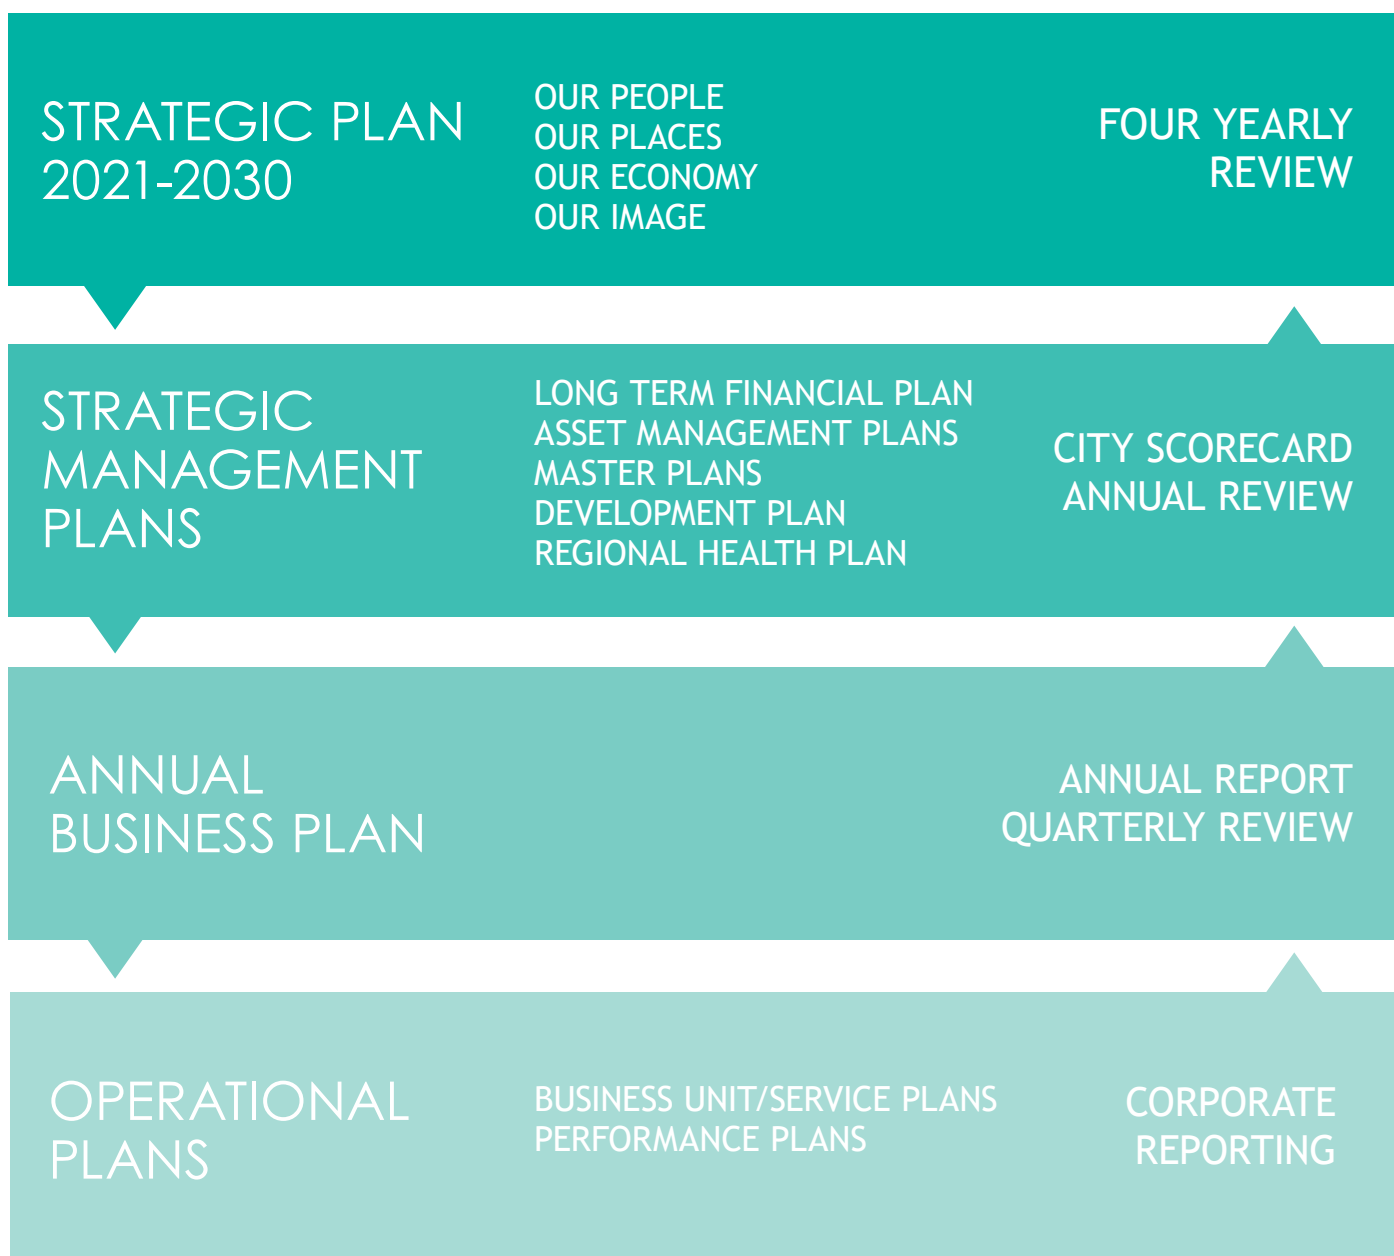 STRATEGIC PLAN
2021-2030
OUR PEOPLE
OUR PLACES
OUR ECONOMY
OUR IMAGE
FOUR YEARLY
REVIEW
STRATEGIC
MANAGEMENT
PLANS
LONG TERM FINANCIAL PLAN
ASSET MANAGEMENT PLANS
MASTER PLANS
DEVELOPMENT PLAN
REGIONAL HEALTH PLAN
CITY SCORECARD
ANNUAL REVIEW
ANNUAL
BUSINESS PLAN
ANNUAL REPORT
QUARTERLY REVIEW
OPERATIONAL
PLANS
BUSINESS UNIT/SERVICE PLANS
PERFORMANCE PLANS
CORPORATE
REPORTING